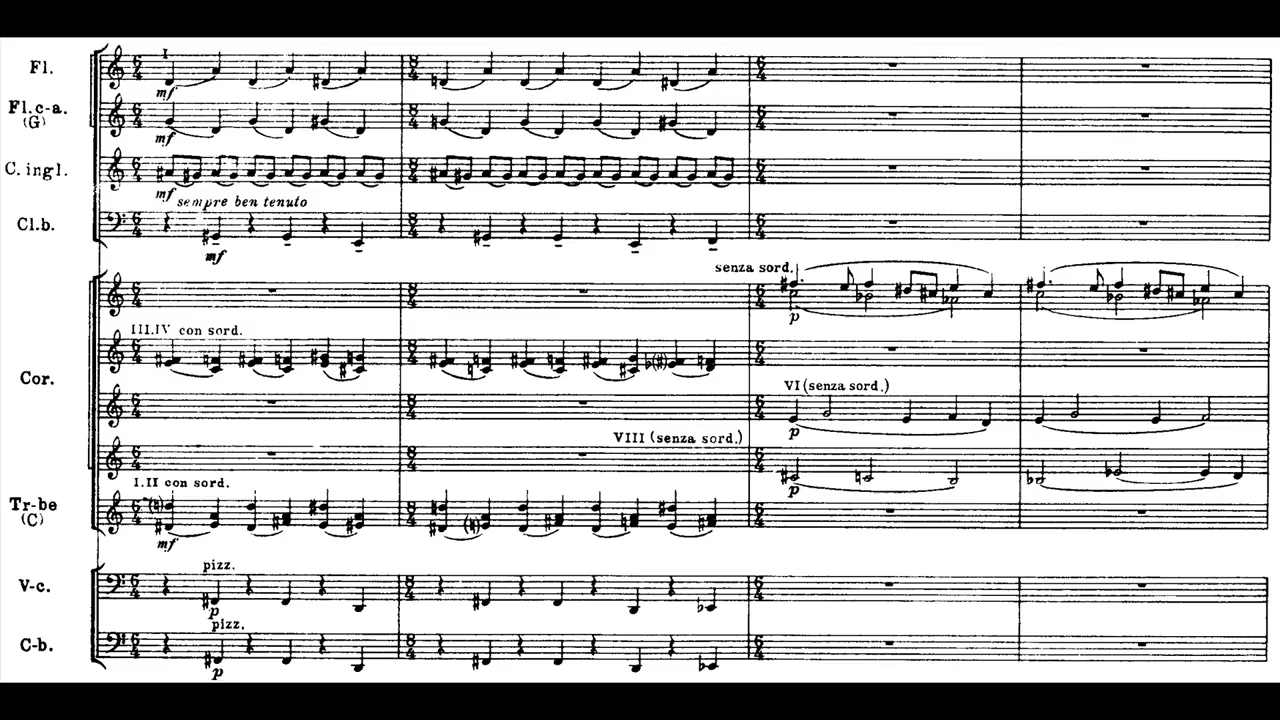 Fl. I
mf
Fl.c-a.
(G)
mf
C. ingl.
mf sempre ben tenuto
Cl.b.
mf
senza sord.
p
III.IV con sord.
Cor.
VI (senza sord.)
p
VIII (senza sord.)
p
I.II con sord.
Tr-be
(C)
mf
pizz.
V-c.
p
pizz.
C-b.
p